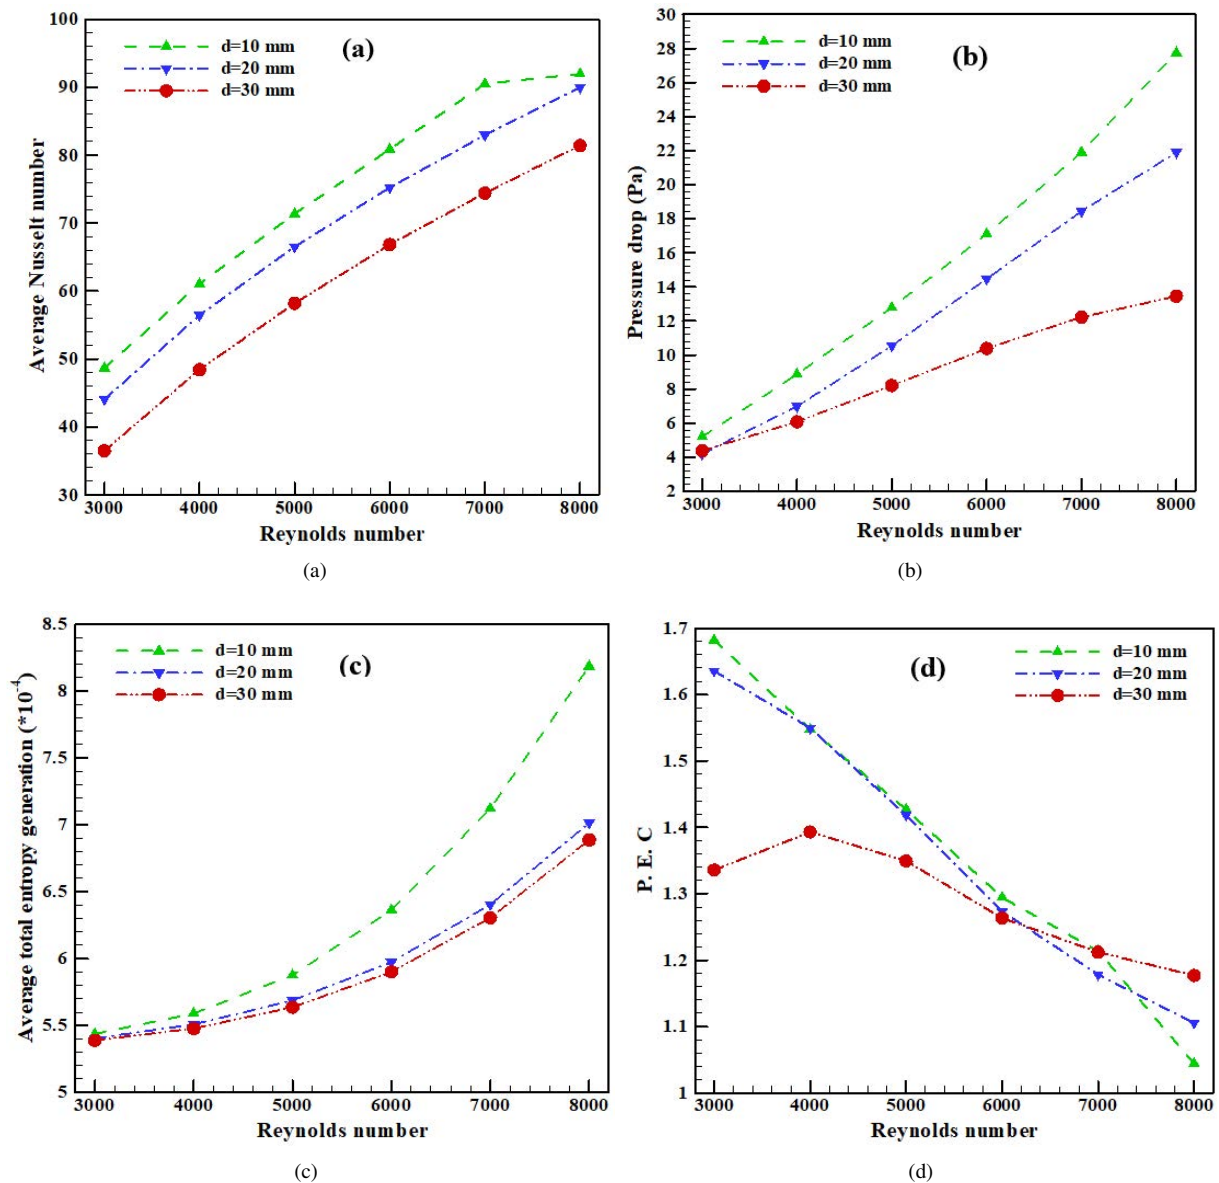 100
90
80
70
60
50
40
30
Average Nusselt number
d=10 mm
d=20 mm
d=30 mm
(a)
3000 4000 5000 6000 7000 8000
Reynolds number
(a)
30
28
26
24
22
20
18
16
14
12
10
8
6
4
2
Pressure drop (Pa)
d=10 mm
d=20 mm
d=30 mm
(b)
3000 4000 5000 6000 7000 8000
Reynolds number
(b)
8.5
8
7.5
7
6.5
6
5.5
5
Average total entropy generation (*10⁻⁴)
d=10 mm
d=20 mm
d=30 mm
(c)
3000 4000 5000 6000 7000 8000
Reynolds number
(c)
1.7
1.6
1.5
1.4
1.3
1.2
1.1
1
P. E. C
(d)
d=10 mm
d=20 mm
d=30 mm
3000 4000 5000 6000 7000 8000
Reynolds number
(d)